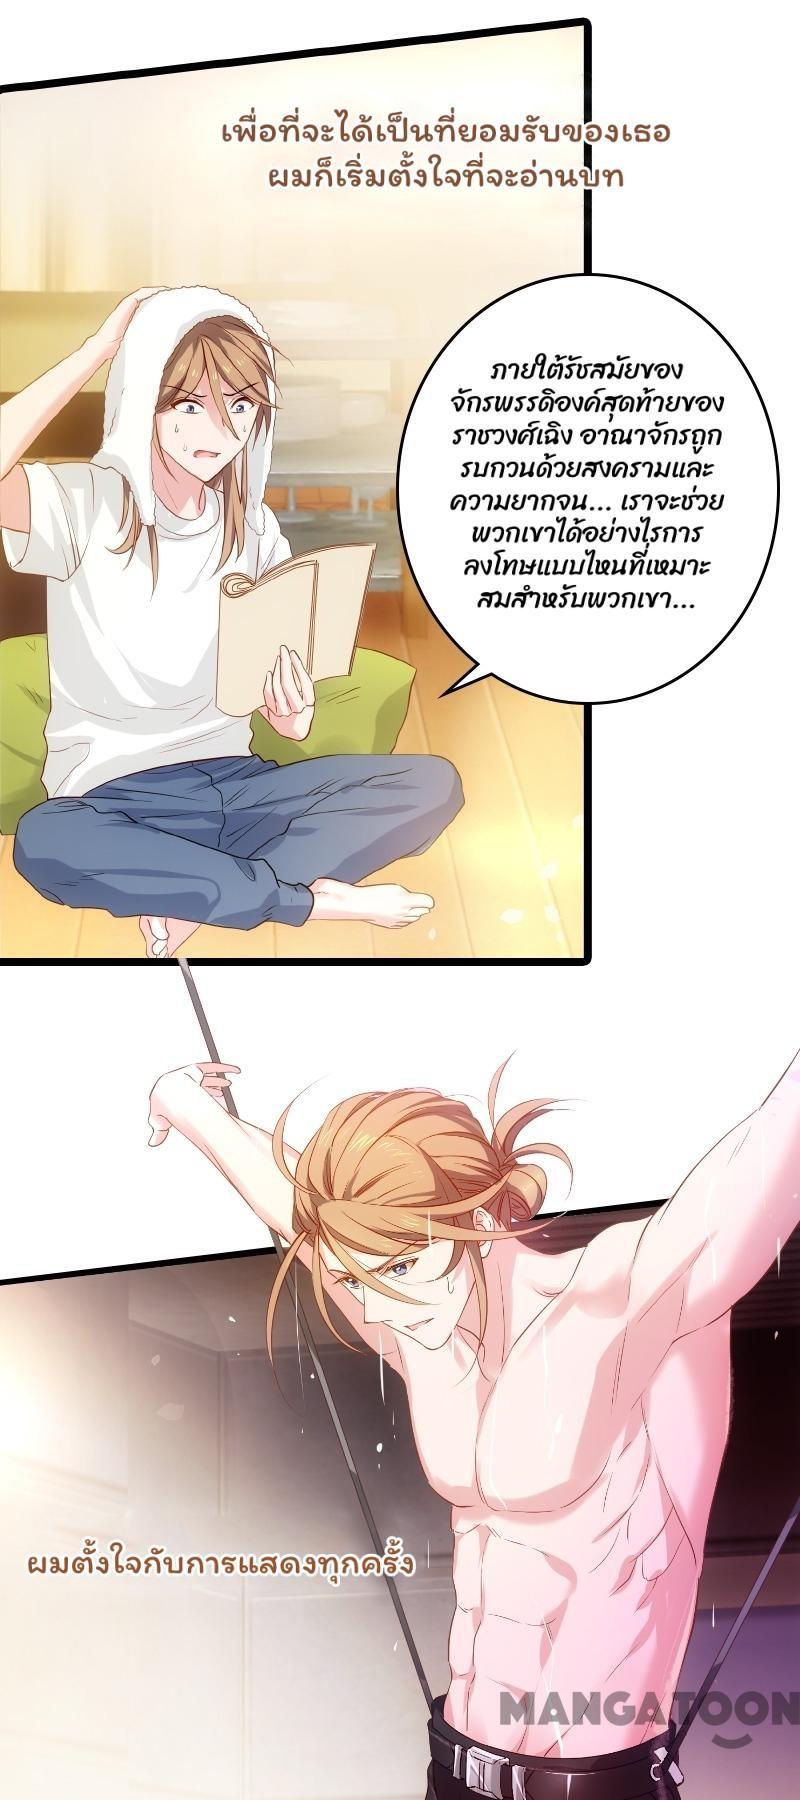 เพื่อที่จะได้เป็นที่ยอมรับของเธอ
ผมก็เริ่มตั้งใจที่จะอ่านบท
ภายใต้รัชสมัยของ
จักรพรรดิองค์สุดท้ายของ
ราชวงศ์เฉิง อาณาจักรถูก
รบกวนด้วยสงครามและ
ความยากจน... เราจะช่วย
พวกเขาได้อย่างไรการ
ลงโทษแบบไหนที่เหมาะ
สมสำหรับพวกเขา...
ผมตั้งใจกับการแสดงทุกครั้ง
MANGATOON